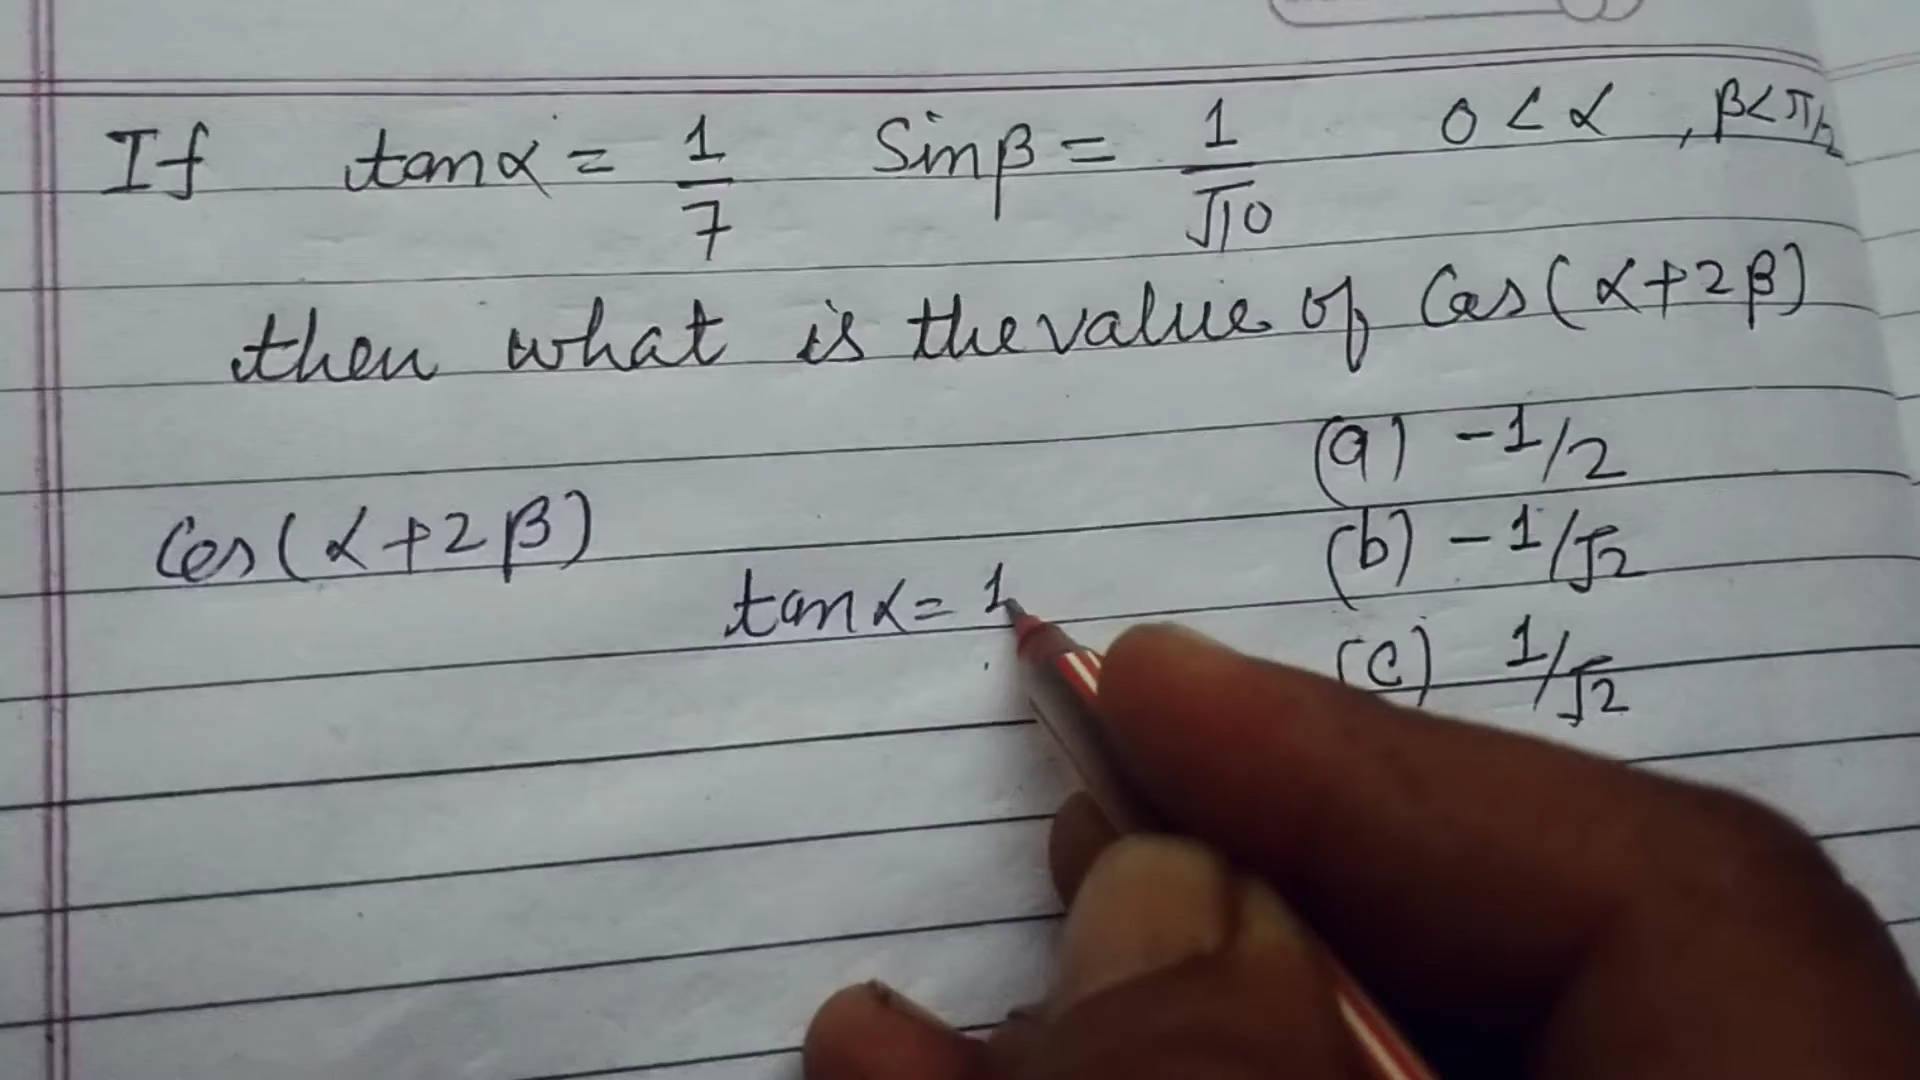 If tanα = 1/7 Sinβ = 1/√10 0 < α , β < π/2
then what is the value of Cos(α+2β)
(a) -1/2
Cos(α+2β)
(b) -1/√2
tanα = 1
(c) 1/√2